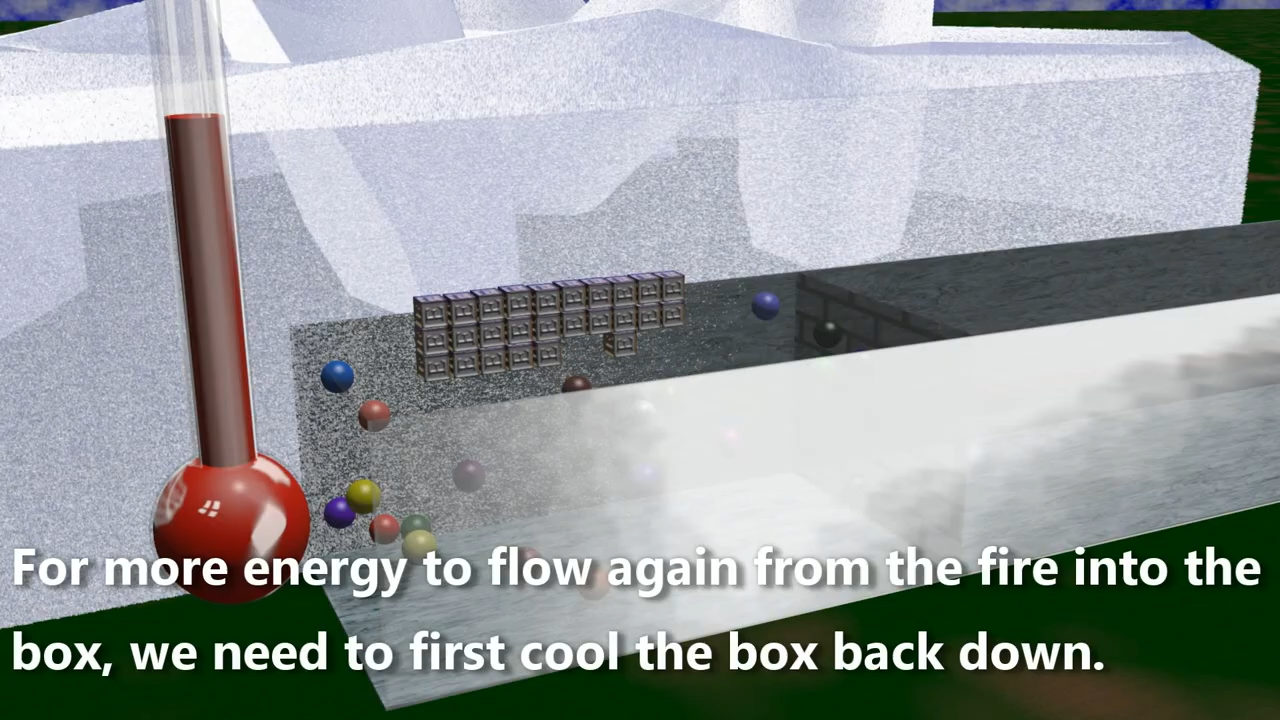 For more energy to flow again from the fire into the
box, we need to first cool the box back down.